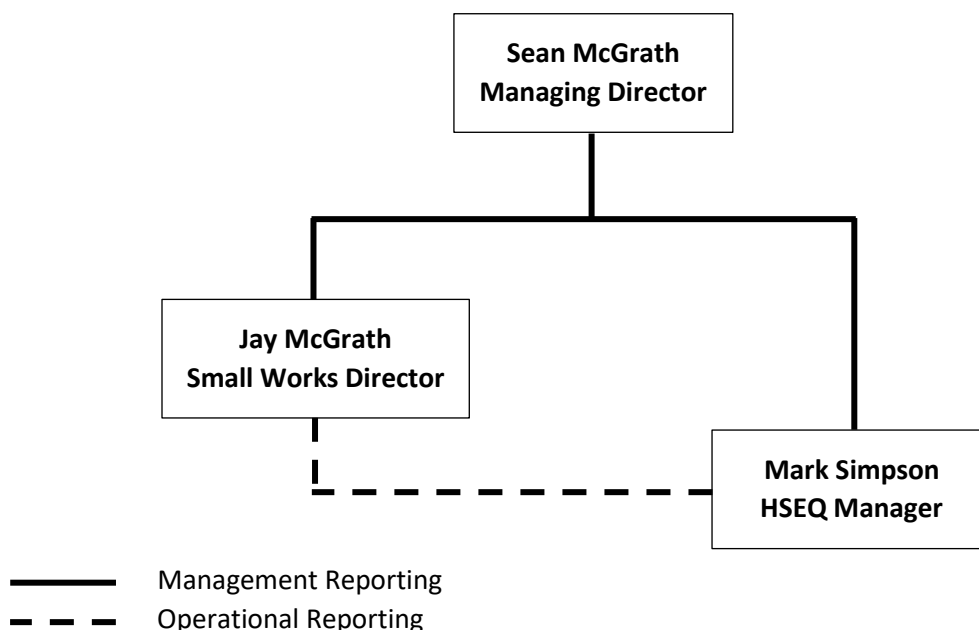 Sean McGrath
Managing Director
Jay McGrath
Small Works Director
Mark Simpson
HSEQ Manager
Management Reporting
Operational Reporting